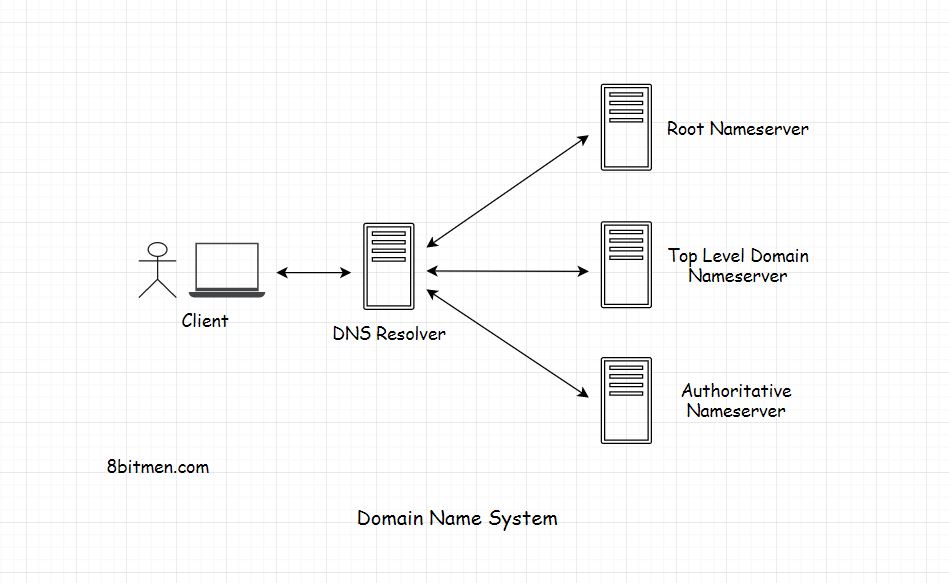 Root Nameserver
Top Level Domain
Nameserver
Client
DNS Resolver
Authoritative
Nameserver
8bitmen.com
Domain Name System